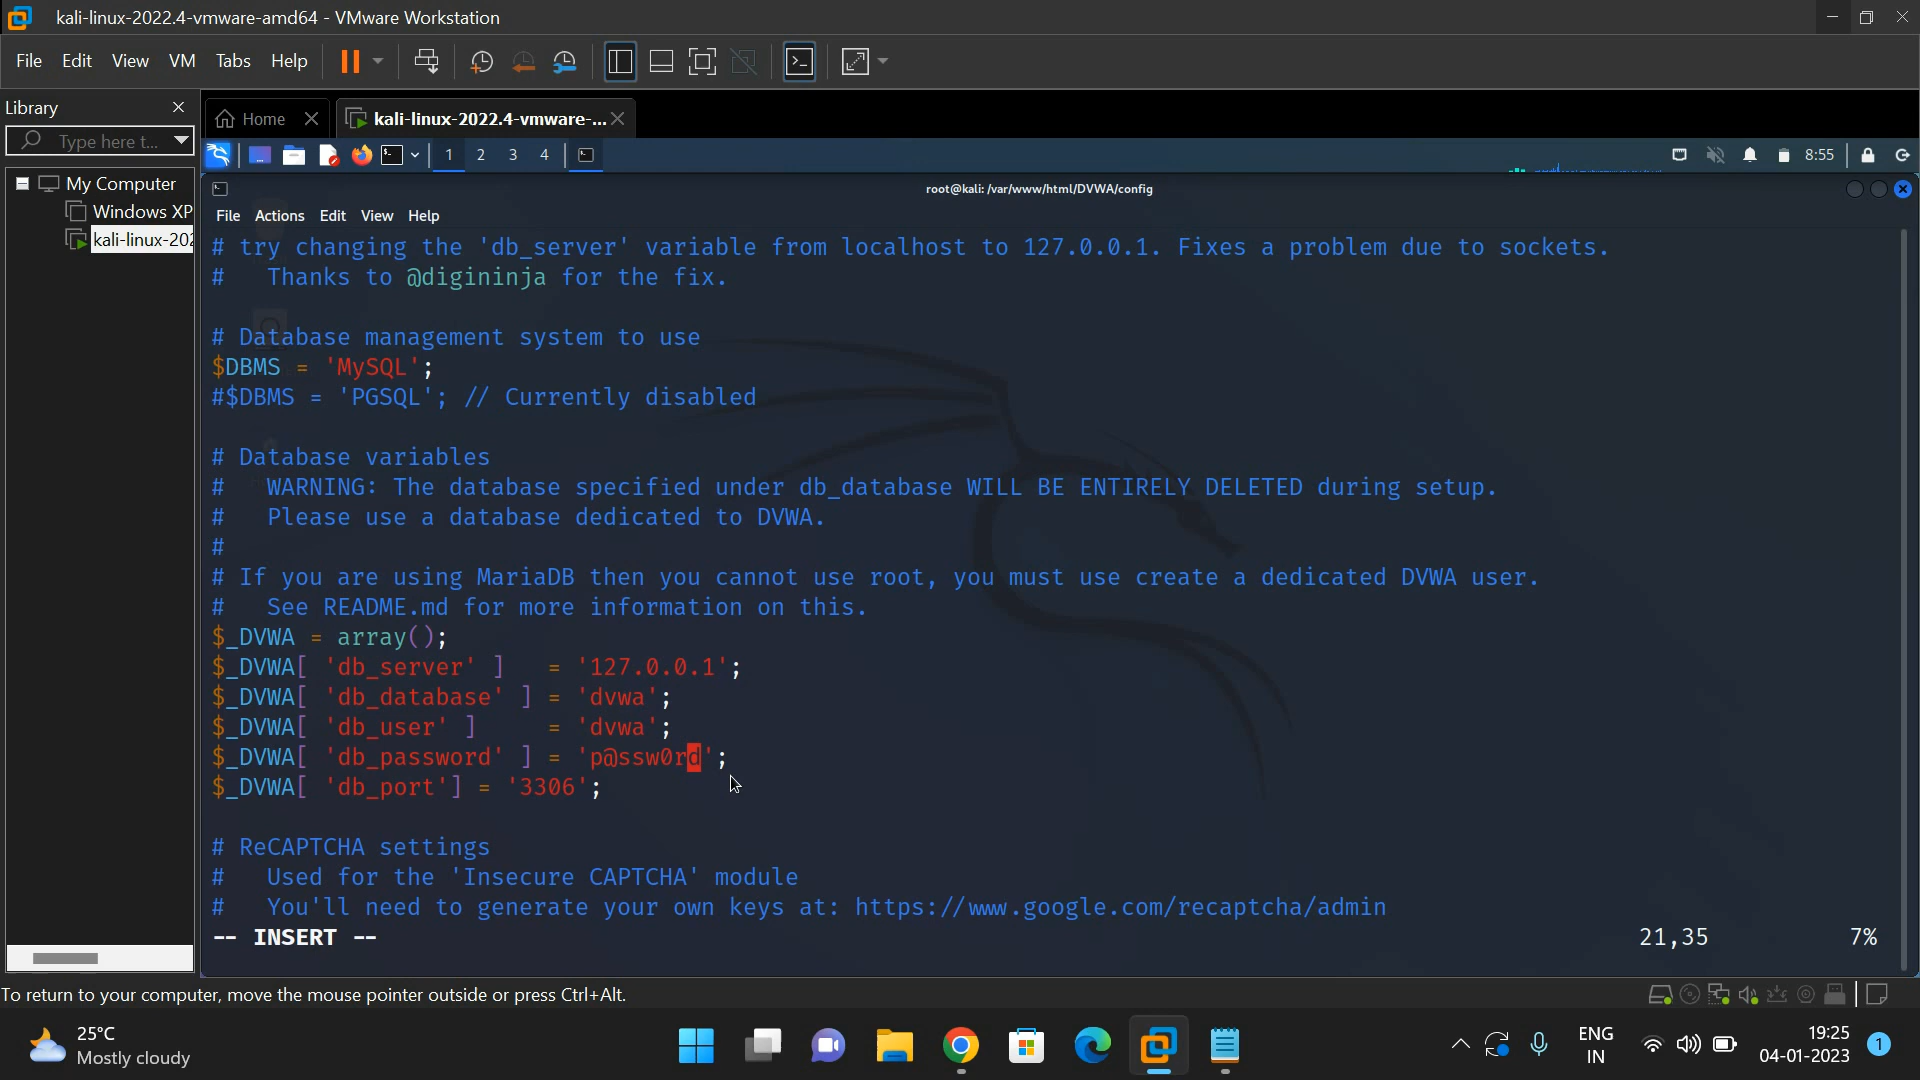 kali-linux-2022.4-vmware-amd64 - VMware Workstation
File Edit View VM Tabs Help
Library
Type here t...
Home
kali-linux-2022.4-vmware-...
1 2 3 4
8:55
My Computer
Windows XP
kali-linux-202
root@kali: /var/www/html/DVWA/config
File Actions Edit View Help
# try changing the 'db_server' variable from localhost to 127.0.0.1. Fixes a problem due to sockets.
#   Thanks to @digininja for the fix.
# Database management system to use
$DBMS = 'MySQL';
#$DBMS = 'PGSQL'; // Currently disabled
# Database variables
#   WARNING: The database specified under db_database WILL BE ENTIRELY DELETED during setup.
#   Please use a database dedicated to DVWA.
#
# If you are using MariaDB then you cannot use root, you must use create a dedicated DVWA user.
#   See README.md for more information on this.
$_DVWA = array();
$_DVWA[ 'db_server' ]   = '127.0.0.1';
$_DVWA[ 'db_database' ] = 'dvwa';
$_DVWA[ 'db_user' ]     = 'dvwa';
$_DVWA[ 'db_password' ] = 'p@ssw0rd';
$_DVWA[ 'db_port'] = '3306';
# ReCAPTCHA settings
#   Used for the 'Insecure CAPTCHA' module
#   You'll need to generate your own keys at: https://www.google.com/recaptcha/admin
-- INSERT --
21,35
7%
To return to your computer, move the mouse pointer outside or press Ctrl+Alt.
25°C
Mostly cloudy
ENG
IN
19:25
04-01-2023
1